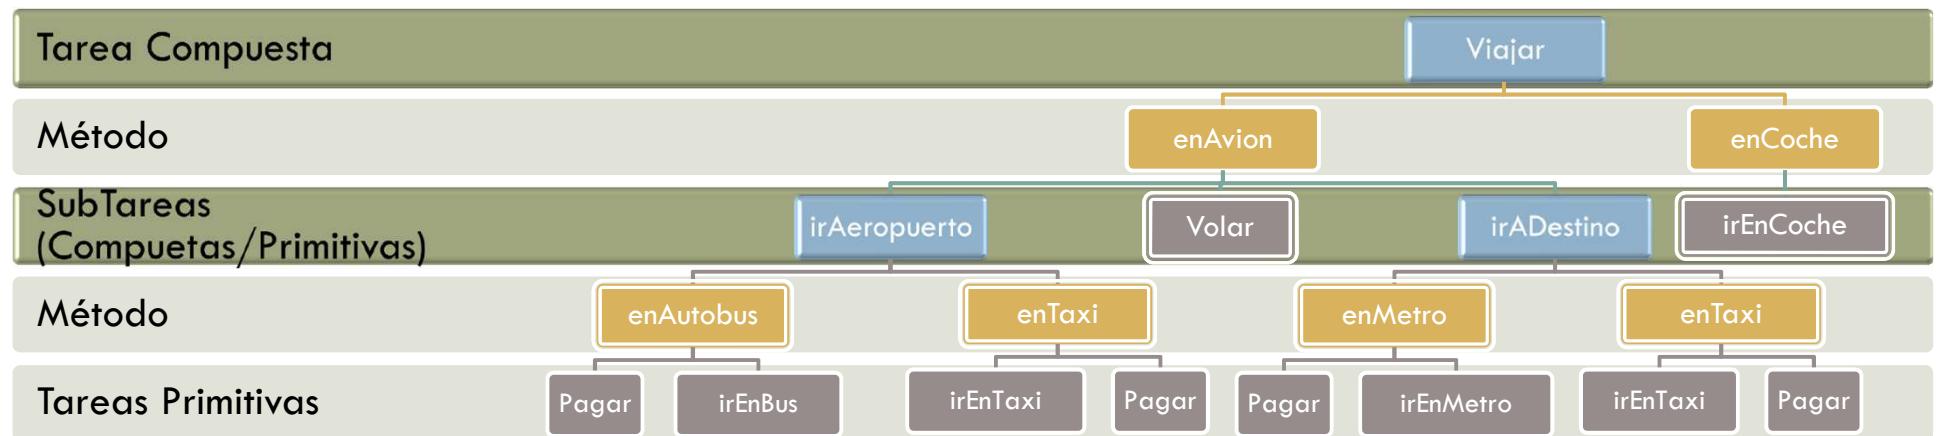 Tarea Compuesta
Viajar
Método
enAvion
enCoche
SubTareas
(Compuetas/Primitivas)
irAeropuerto
Volar
irADestino
irEnCoche
Método
enAutobus
enTaxi
enMetro
enTaxi
Tareas Primitivas
Pagar
irEnBus
irEnTaxi
Pagar
Pagar
irEnMetro
irEnTaxi
Pagar